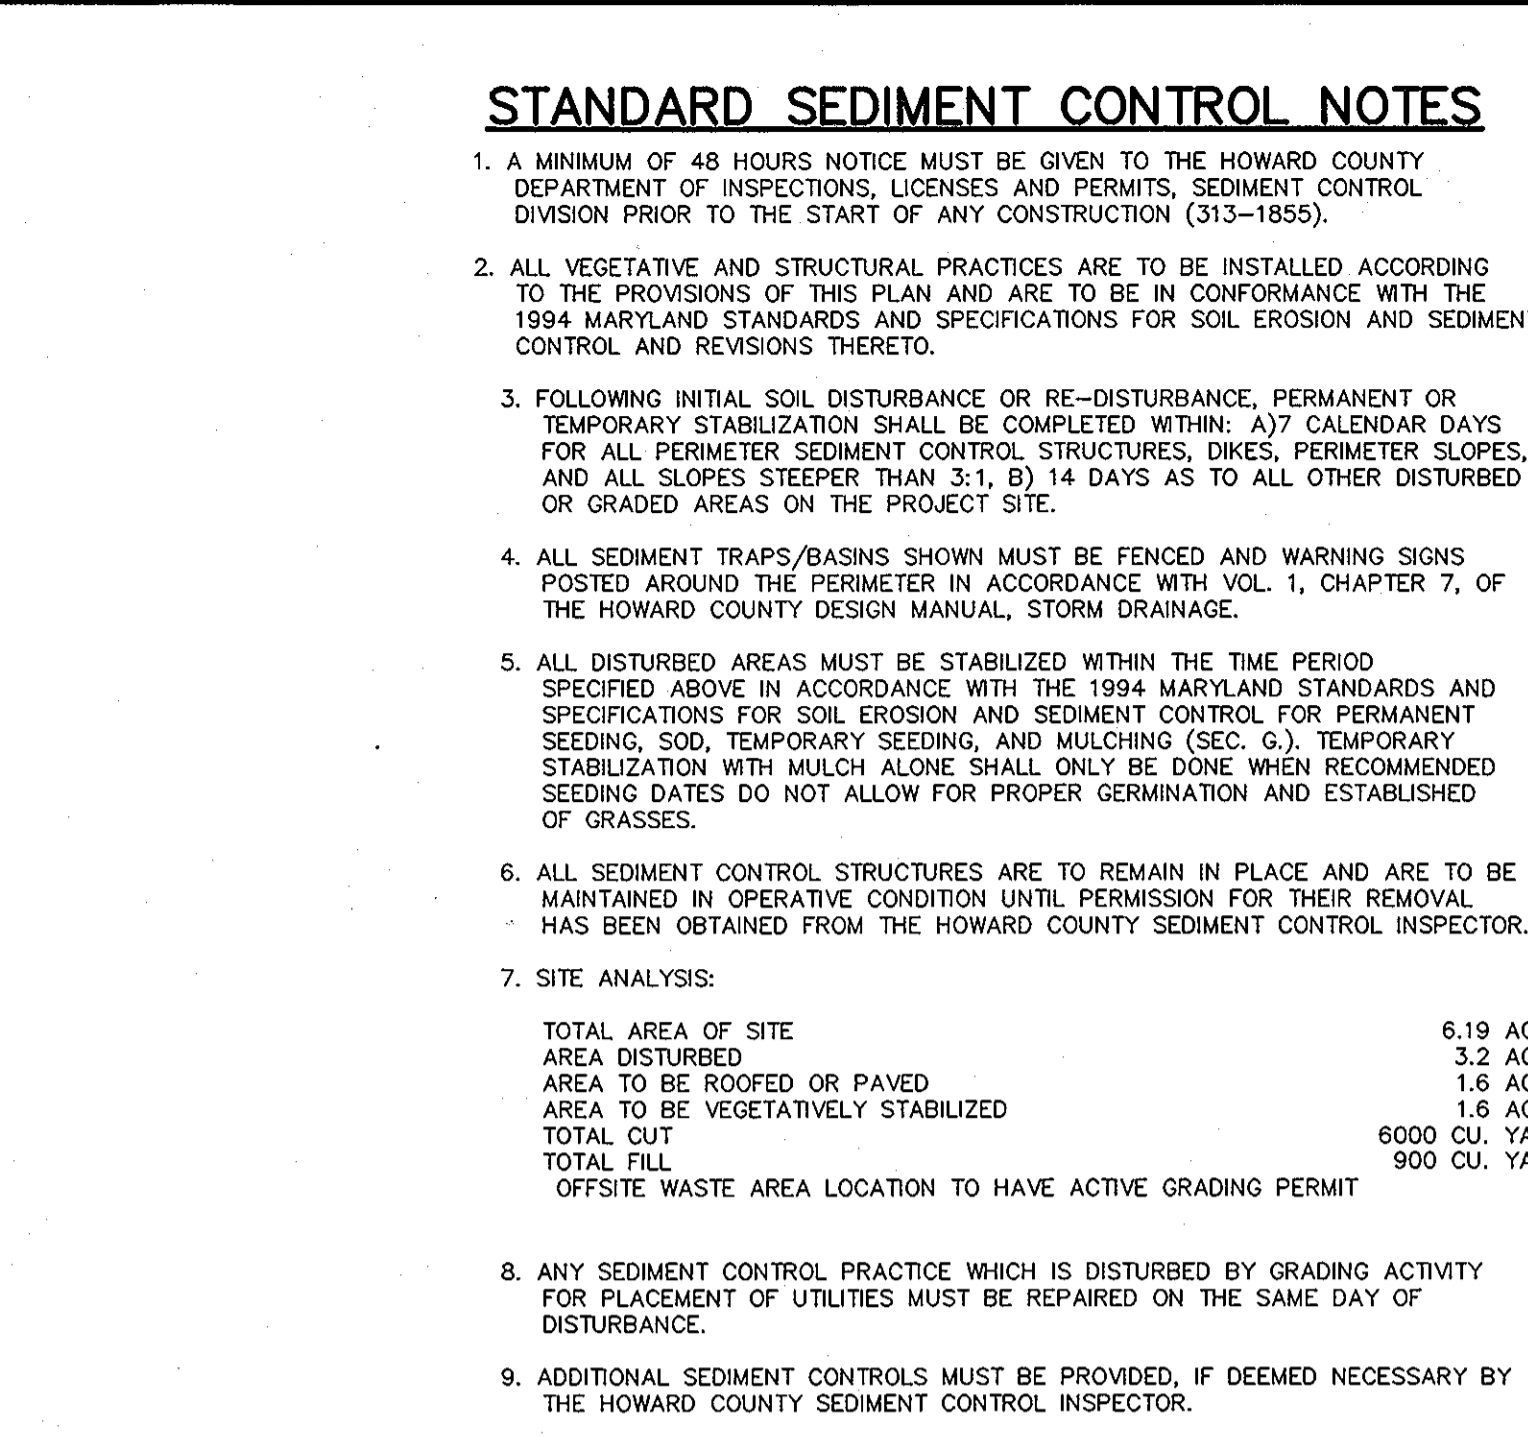 STANDARD SEDIMENT CONTROL NOTES
1. A MINIMUM OF 48 HOURS NOTICE MUST BE GIVEN TO THE HOWARD COUNTY
DEPARTMENT OF INSPECTIONS, LICENSES AND PERMITS, SEDIMENT CONTROL
DIVISION PRIOR TO THE START OF ANY CONSTRUCTION (313-1855).
2. ALL VEGETATIVE AND STRUCTURAL PRACTICES ARE TO BE INSTALLED ACCORDING
TO THE PROVISIONS OF THIS PLAN AND ARE TO BE IN CONFORMANCE WITH THE
1994 MARYLAND STANDARDS AND SPECIFICATIONS FOR SOIL EROSION AND SEDIMEN
CONTROL AND REVISIONS THERETO.
3. FOLLOWING INITIAL SOIL DISTURBANCE OR RE-DISTURBANCE, PERMANENT OR
TEMPORARY STABILIZATION SHALL BE COMPLETED WITHIN: A)7 CALENDAR DAYS
FOR ALL PERIMETER SEDIMENT CONTROL STRUCTURES, DIKES, PERIMETER SLOPES,
AND ALL SLOPES STEEPER THAN 3:1, B) 14 DAYS AS TO ALL OTHER DISTURBED
OR GRADED AREAS ON THE PROJECT SITE.
4. ALL SEDIMENT TRAPS/BASINS SHOWN MUST BE FENCED AND WARNING SIGNS
POSTED AROUND THE PERIMETER IN ACCORDANCE WITH VOL. 1, CHAPTER 7, OF
THE HOWARD COUNTY DESIGN MANUAL, STORM DRAINAGE.
5. ALL DISTURBED AREAS MUST BE STABILIZED WITHIN THE TIME PERIOD
SPECIFIED ABOVE IN ACCORDANCE WITH THE 1994 MARYLAND STANDARDS AND
SPECIFICATIONS FOR SOIL EROSION AND SEDIMENT CONTROL FOR PERMANENT
SEEDING, SOD, TEMPORARY SEEDING, AND MULCHING (SEC. G.). TEMPORARY
STABILIZATION WITH MULCH ALONE SHALL ONLY BE DONE WHEN RECOMMENDED
SEEDING DATES DO NOT ALLOW FOR PROPER GERMINATION AND ESTABLISHED
OF GRASSES.
6. ALL SEDIMENT CONTROL STRUCTURES ARE TO REMAIN IN PLACE AND ARE TO BE
MAINTAINED IN OPERATIVE CONDITION UNTIL PERMISSION FOR THEIR REMOVAL
HAS BEEN OBTAINED FROM THE HOWARD COUNTY SEDIMENT CONTROL INSPECTOR.
7. SITE ANALYSIS:
TOTAL AREA OF SITE 6.19 AC
AREA DISTURBED 3.2 AC
AREA TO BE ROOFED OR PAVED 1.6 AC
AREA TO BE VEGETATIVELY STABILIZED 1.6 AC
TOTAL CUT 6000 CU. YA
TOTAL FILL 900 CU. YA
OFFSITE WASTE AREA LOCATION TO HAVE ACTIVE GRADING PERMIT
8. ANY SEDIMENT CONTROL PRACTICE WHICH IS DISTURBED BY GRADING ACTIVITY
FOR PLACEMENT OF UTILITIES MUST BE REPAIRED ON THE SAME DAY OF
DISTURBANCE.
9. ADDITIONAL SEDIMENT CONTROLS MUST BE PROVIDED, IF DEEMED NECESSARY BY
THE HOWARD COUNTY SEDIMENT CONTROL INSPECTOR.